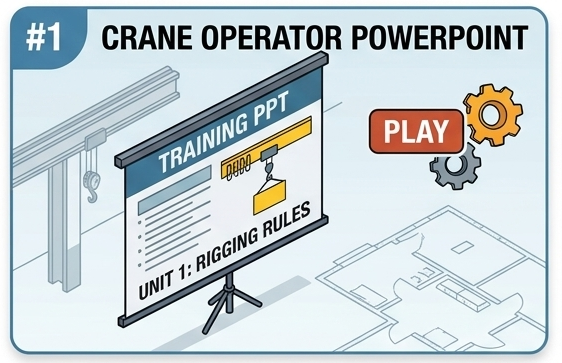 #1
CRANE OPERATOR POWERPOINT
TRAINING PPT
UNIT 1: RIGGING RULES
PLAY